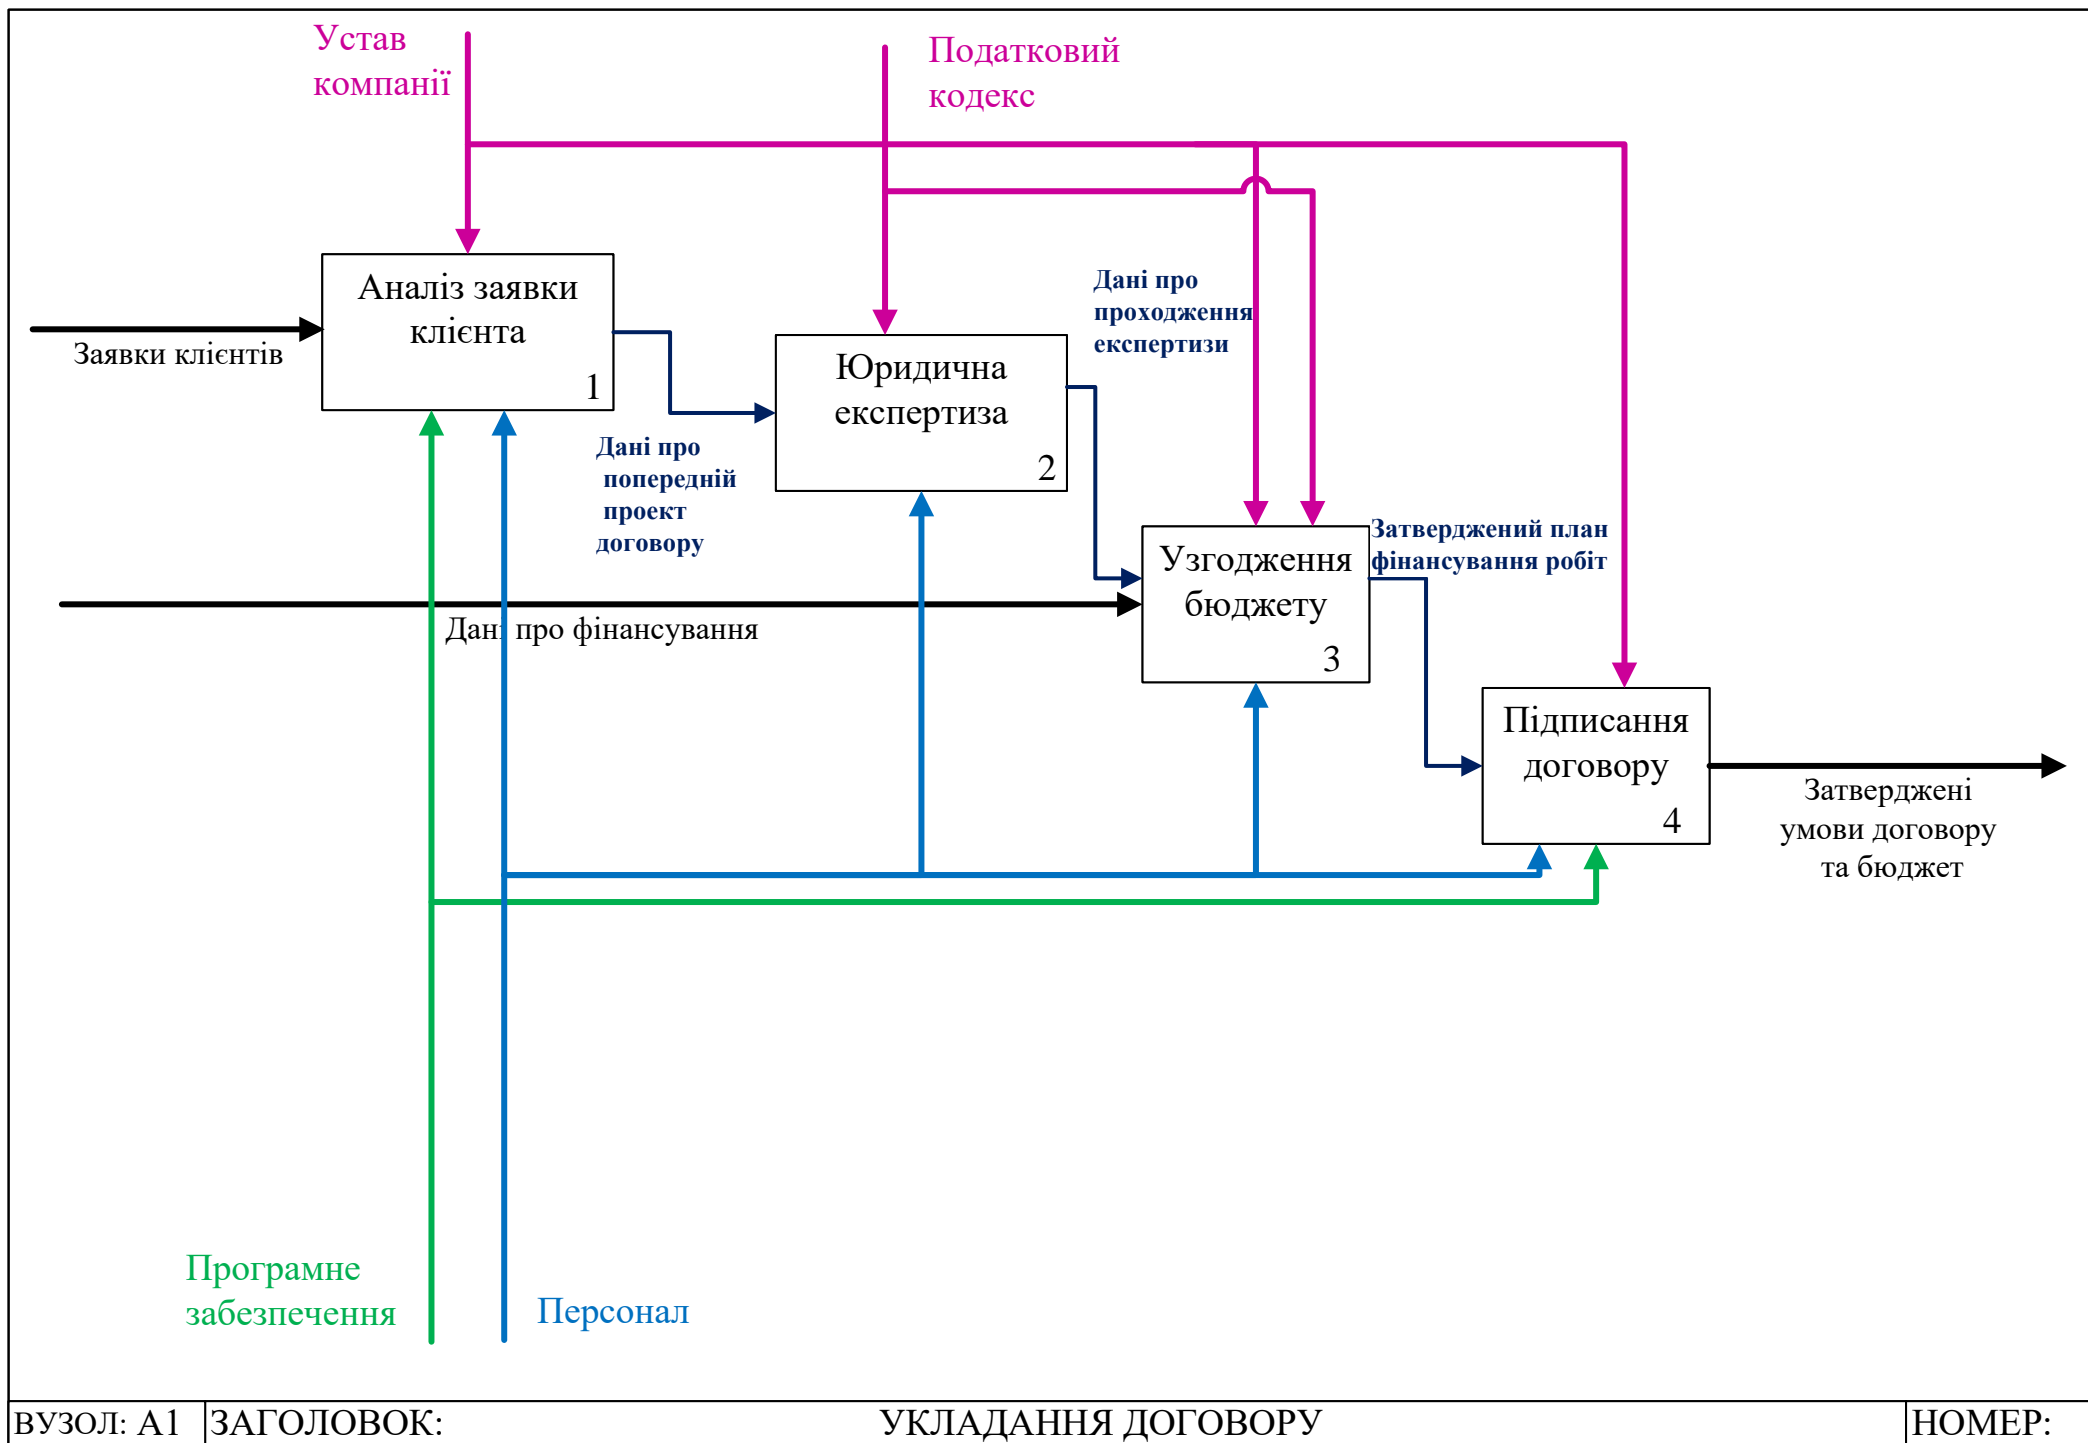 Устав
компанії
Податковий
кодекс
Аналіз заявки
клієнта
1
Заявки клієнтів
Дані про
проходження
експертизи
Юридична
експертиза
2
Дані про
попередній
проект
договору
Затверджений план
фінансування робіт
Узгодження
бюджету
3
Дані про фінансування
Підписання
договору
4
Затверджені
умови договору
та бюджет
Програмне
забезпечення
Персонал
ВУЗОЛ: А1
ЗАГОЛОВОК:
УКЛАДАННЯ ДОГОВОРУ
НОМЕР: